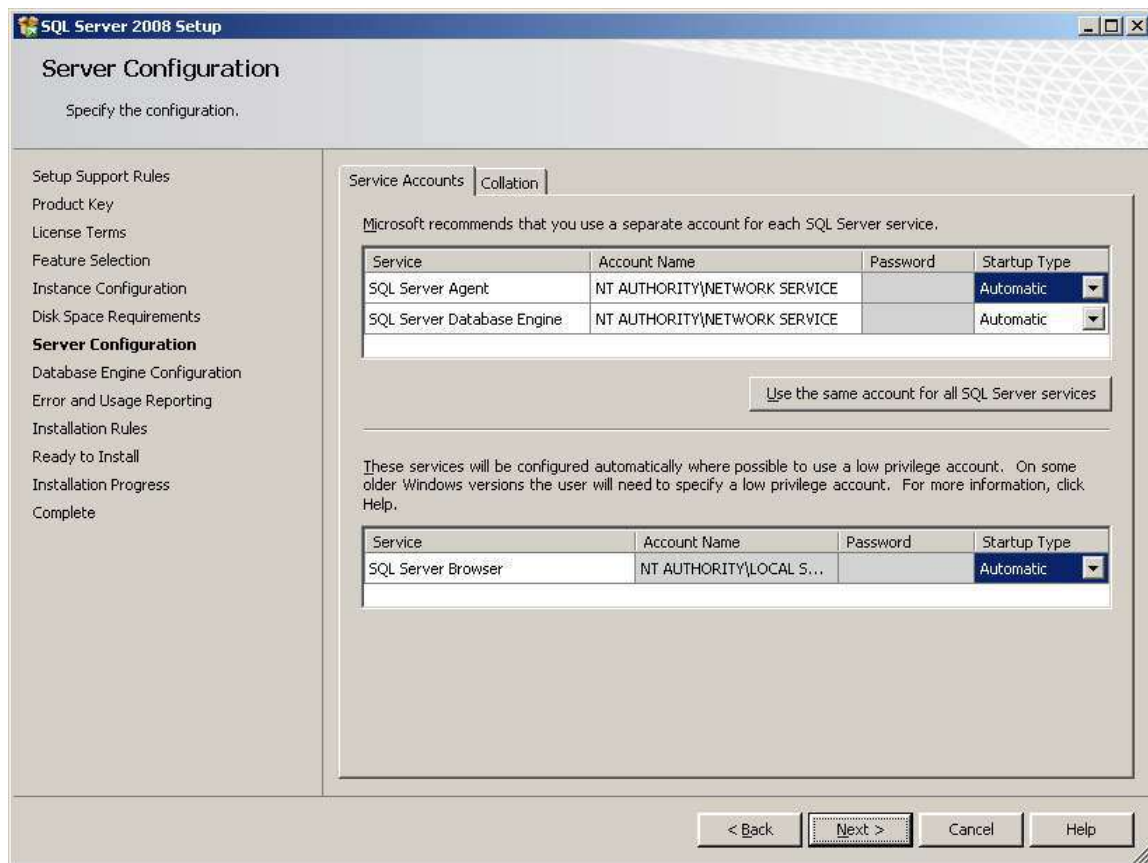 SQL Server 2008 Setup
Server Configuration
Specify the configuration.
Setup Support Rules
Product Key
License Terms
Feature Selection
Instance Configuration
Disk Space Requirements
Server Configuration
Database Engine Configuration
Error and Usage Reporting
Installation Rules
Ready to Install
Installation Progress
Complete
Service Accounts Collation
Microsoft recommends that you use a separate account for each SQL Server service.
Service Account Name Password Startup Type
SQL Server Agent NT AUTHORITY\NETWORK SERVICE Automatic
SQL Server Database Engine NT AUTHORITY\NETWORK SERVICE Automatic
Use the same account for all SQL Server services
These services will be configured automatically where possible to use a low privilege account. On some
older Windows versions the user will need to specify a low privilege account. For more information, click
Help.
Service Account Name Password Startup Type
SQL Server Browser NT AUTHORITY\LOCAL S... Automatic
< Back Next > Cancel Help